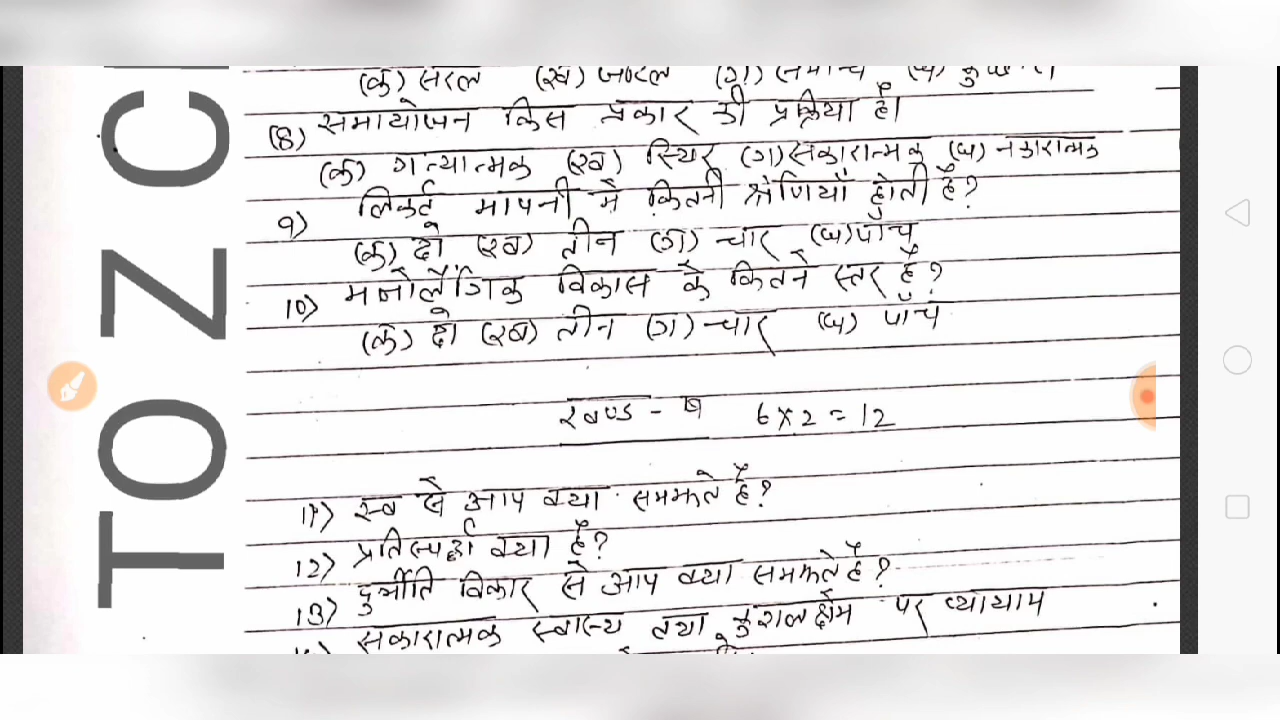 TO Z C
(क) सरल (ख) जटिल (ग)
(8) समायोजन किस प्रकार की प्रक्रिया है।
(क) गत्यात्मक (ख) स्थिर (ग) सकारात्मक (घ) नकारात्मक
9) लिकर्ट मापनी में कितनी श्रेणियाँ होती है?
(क) दो (ख) तीन (ग) चार (घ) पाँच
10) मनोलैंगिक विकास के कितने स्तर है?
(क) दो (ख) तीन (ग) चार (घ) पाँच
खण्ड - ब 6 x 2 = 12
11) स्व से आप क्या समझते है?
12) प्रतिस्पर्द्धा क्या है?
13) दुर्भीति विकार से आप क्या समझते है?
सकारात्मक स्वास्थ्य तथा कुशलक्षेम पर व्यायाम